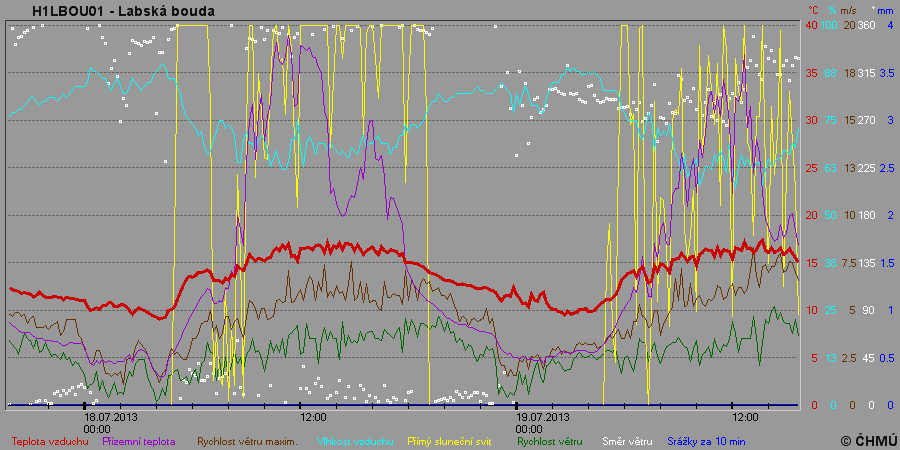 H1LBOU01 - Labská bouda
°C % m/s ° mm
40 100 20 360 4
35 88 18 315 3.5
30 75 15 270 3
25 63 13 225 2.5
20 50 10 180 2
15 38 7.5 135 1.5
10 25 5 90 1
5 13 2.5 45 0.5
0 0 0 0 0
18.07.2013 12:00 19.07.2013 12:00
00:00 00:00
Teplota vzduchu Přízemní teplota Rychlost větru maxim. Vlhkost vzduchu Přímý sluneční svit Rychlost větru Směr větru Srážky za 10 min
© ČHMÚ